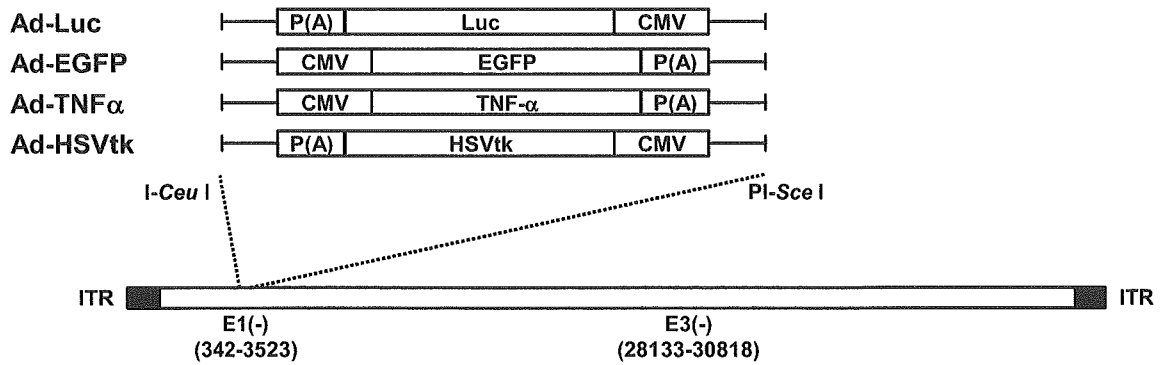 Ad-Luc P(A) Luc CMV
Ad-EGFP CMV EGFP P(A)
Ad-TNFα CMV TNF-α P(A)
Ad-HSVtk P(A) HSVtk CMV
I-Ceu I PI-Sce I
ITR ITR
E1(-) E3(-)
(342-3523) (28133-30818)